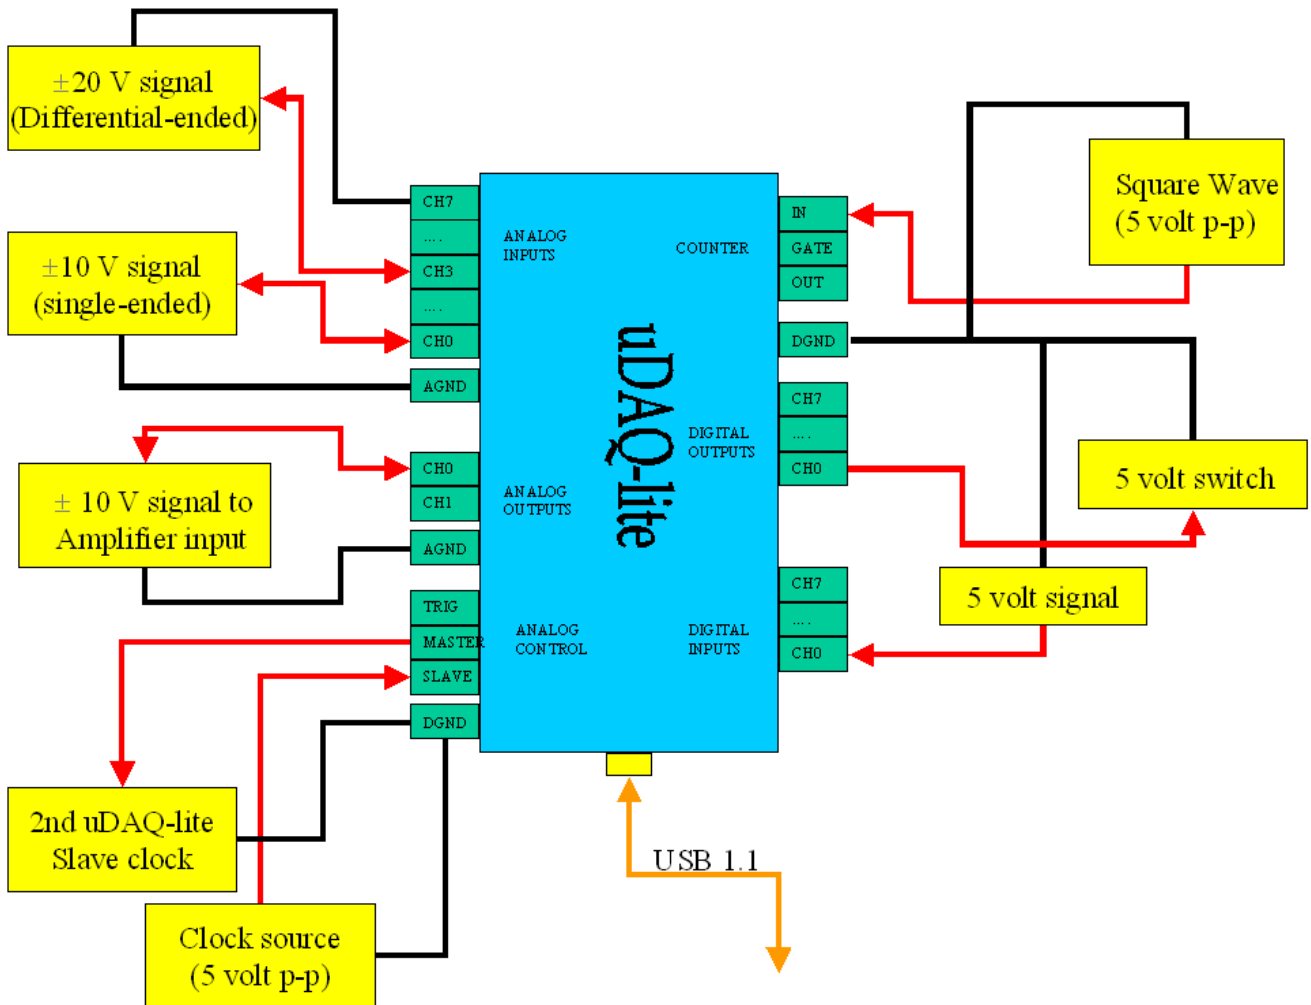 ±20 V signal
(Differential-ended)
±10 V signal
(single-ended)
± 10 V signal to
Amplifier input
2nd uDAQ-lite
Slave clock
Clock source
(5 volt p-p)
CH7
....
CH3
....
CH0
AGND
ANALOG
INPUTS
CH0
CH1
AGND
ANALOG
OUTPUTS
TRIG
MASTER
SLAVE
DGND
ANALOG
CONTROL
uDAQ-lite
COUNTER
IN
GATE
OUT
DGND
DIGITAL
OUTPUTS
CH7
....
CH0
DIGITAL
INPUTS
CH7
....
CH0
Square Wave
(5 volt p-p)
5 volt switch
5 volt signal
USB 1.1